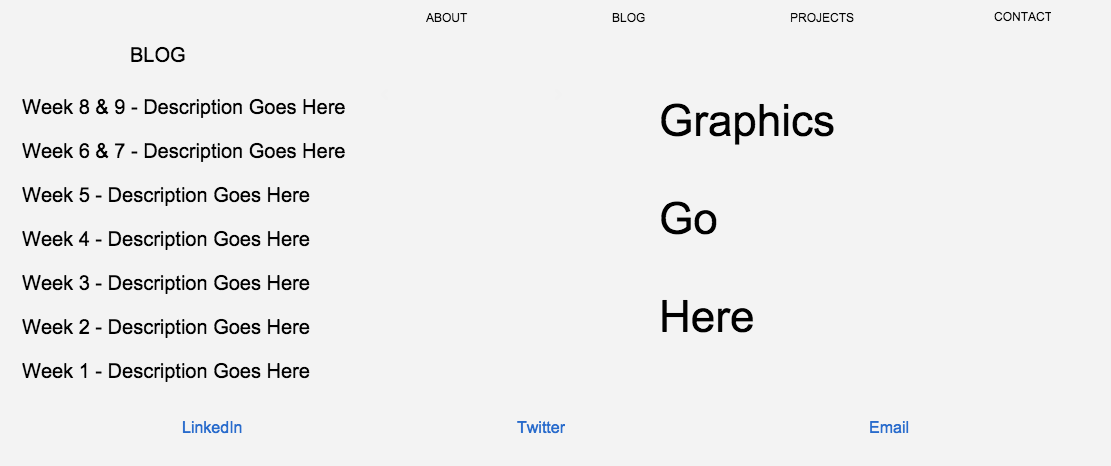 ABOUT BLOG PROJECTS CONTACT
BLOG
Week 8 & 9 - Description Goes Here
Week 6 & 7 - Description Goes Here
Week 5 - Description Goes Here
Week 4 - Description Goes Here
Week 3 - Description Goes Here
Week 2 - Description Goes Here
Week 1 - Description Goes Here
Graphics
Go
Here
LinkedIn Twitter Email